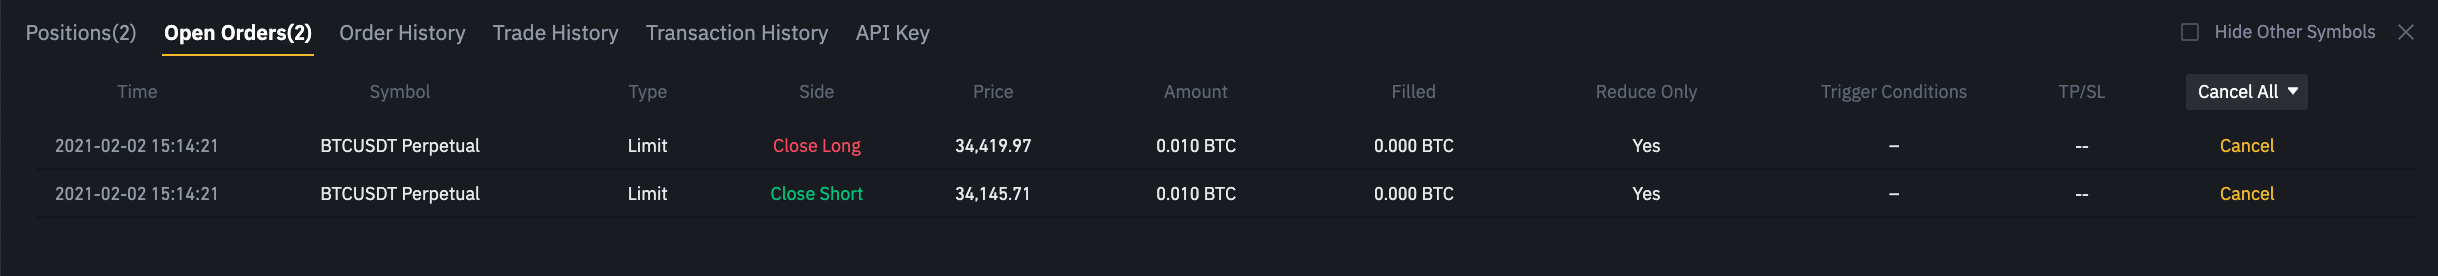 Positions(2) Open Orders(2) Order History Trade History Transaction History API Key Hide Other Symbols
Time Symbol Type Side Price Amount Filled Reduce Only Trigger Conditions TP/SL Cancel All
2021-02-02 15:14:21 BTCUSDT Perpetual Limit Close Long 34,419.97 0.010 BTC 0.000 BTC Yes – -- Cancel
2021-02-02 15:14:21 BTCUSDT Perpetual Limit Close Short 34,145.71 0.010 BTC 0.000 BTC Yes – -- Cancel